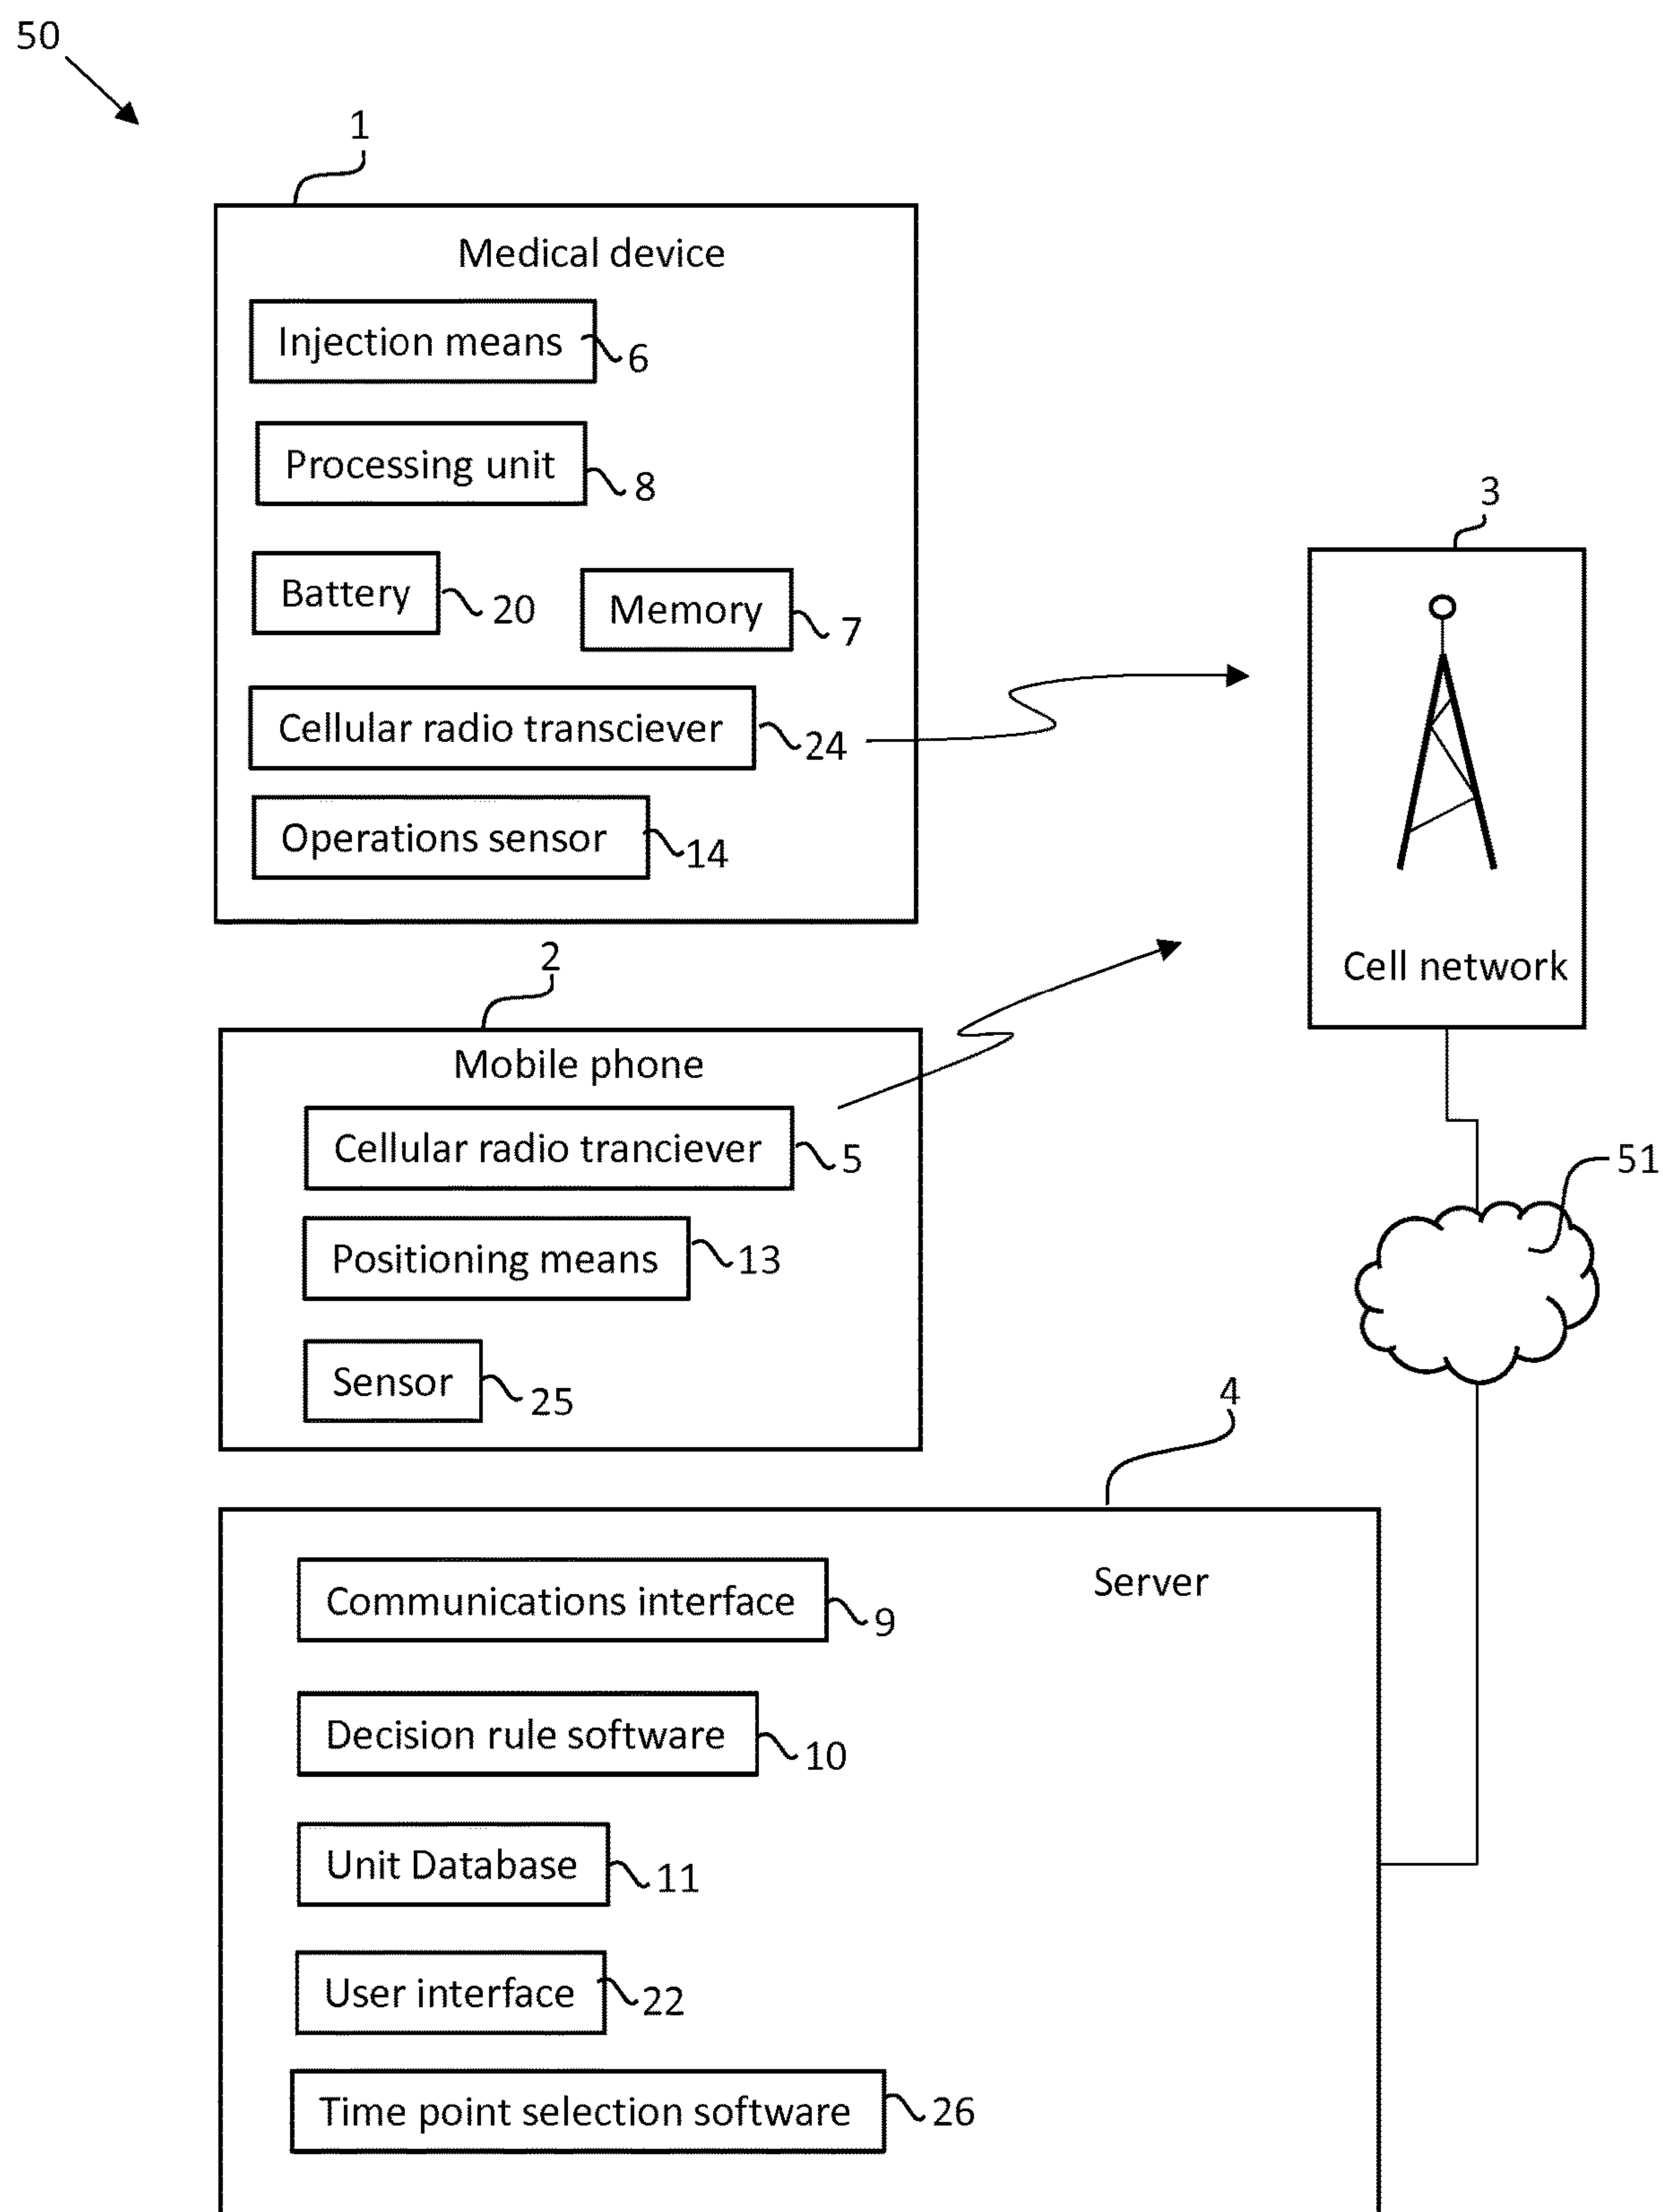 50
1
Medical device
Injection means
6
Processing unit
8
3
Battery
20
Memory
7
Cellular radio transciever
24
Operations sensor
14
2
Cell network
Mobile phone
Cellular radio tranciever
5
51
Positioning means
13
Sensor
25
4
Server
Communications interface
9
Decision rule software
10
Unit Database
11
User interface
22
Time point selection software
26